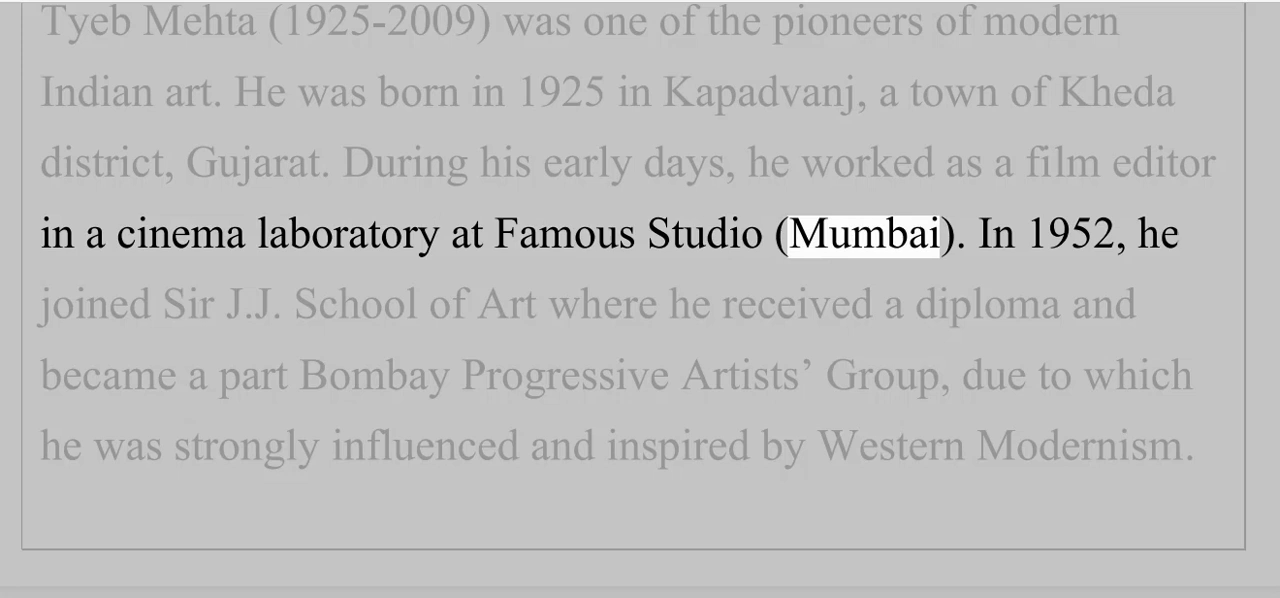 Tyeb Mehta (1925-2009) was one of the pioneers of modern
Indian art. He was born in 1925 in Kapadvanj, a town of Kheda
district, Gujarat. During his early days, he worked as a film editor
in a cinema laboratory at Famous Studio (Mumbai). In 1952, he
joined Sir J.J. School of Art where he received a diploma and
became a part Bombay Progressive Artists’ Group, due to which
he was strongly influenced and inspired by Western Modernism.